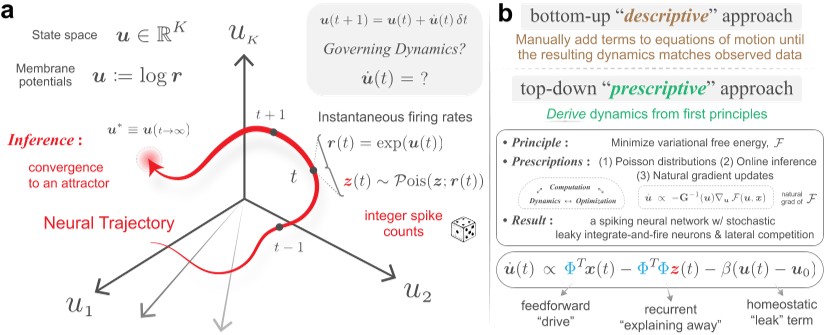 a
State space u ∈ ℝ^K
Membrane potentials u := log r
u_K
u(t + 1) = u(t) + u̇(t) δt
Governing Dynamics?
u̇(t) = ?
Inference :
u* ≡ u(t→∞)
convergence
to an attractor
t + 1
t
t − 1
Instantaneous firing rates
r(t) = exp(u(t))
z(t) ∼ 𝒫ois(z; r(t))
integer spike
counts
Neural Trajectory
u_1
u_2
b
bottom-up “descriptive” approach
Manually add terms to equations of motion until
the resulting dynamics matches observed data
top-down “prescriptive” approach
Derive dynamics from first principles
• Principle : Minimize variational free energy, ℱ
• Prescriptions : (1) Poisson distributions (2) Online inference
(3) Natural gradient updates
Computation
Dynamics ↔ Optimization
u̇ ∝ −G⁻¹(u)∇_u ℱ(u, x)
natural
grad of ℱ
• Result : a spiking neural network w/ stochastic
leaky integrate-and-fire neurons & lateral competition
u̇(t) ∝ Φ^T x(t) − Φ^T Φz(t) − β(u(t) − u_0)
feedforward
“drive”
recurrent
“explaining away”
homeostatic
“leak” term